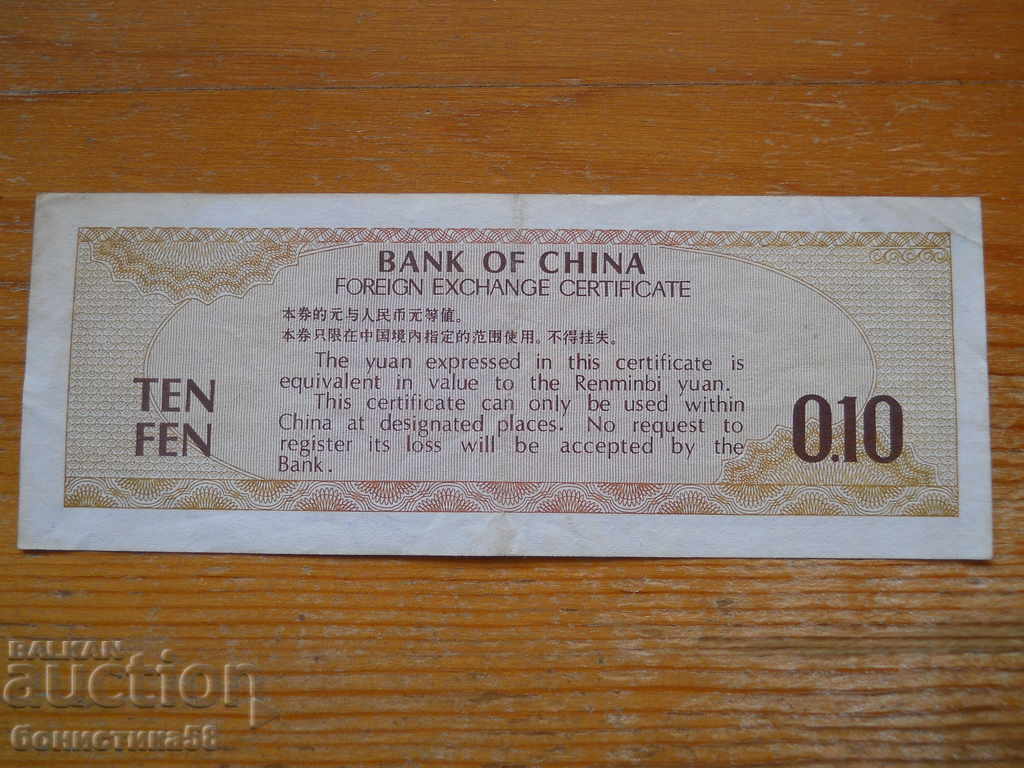 BANK OF CHINA
FOREIGN EXCHANGE CERTIFICATE
本券的元与人民币元等值。
本券只限在中国境内指定的范围使用。不得挂失。
The yuan expressed in this certificate is
equivalent in value to the Renminbi yuan.
This certificate can only be used within
China at designated places. No request to
register its loss will be accepted by the
Bank.
TEN
FEN
0.10
BALKAN
auction
бонистика58